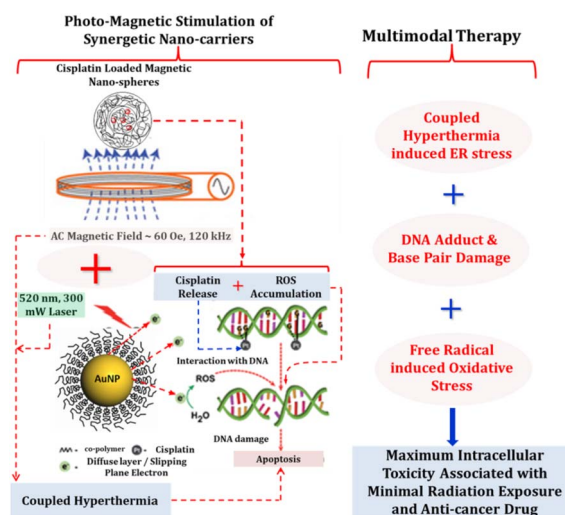 Photo-Magnetic Stimulation of
Synergetic Nano-carriers
Cisplatin Loaded Magnetic
Nano-spheres
AC Magnetic Field ~ 60 Oe, 120 kHz
+
520 nm, 300
mW Laser
Cisplatin
Release
+
ROS
Accumulation
e-
e-
e-
AuNP
G G
G G
Pt
Pt
Interaction with DNA
ROS
H2O
DNA damage
co-polymer
Pt Cisplatin
e- Diffuse layer / Slipping
Plane Electron
Apoptosis
Coupled Hyperthermia
Multimodal Therapy
Coupled
Hyperthermia
induced ER stress
+
DNA Adduct &
Base Pair Damage
+
Free Radical
induced Oxidative
Stress
Maximum Intracellular
Toxicity Associated with
Minimal Radiation Exposure
and Anti-cancer Drug